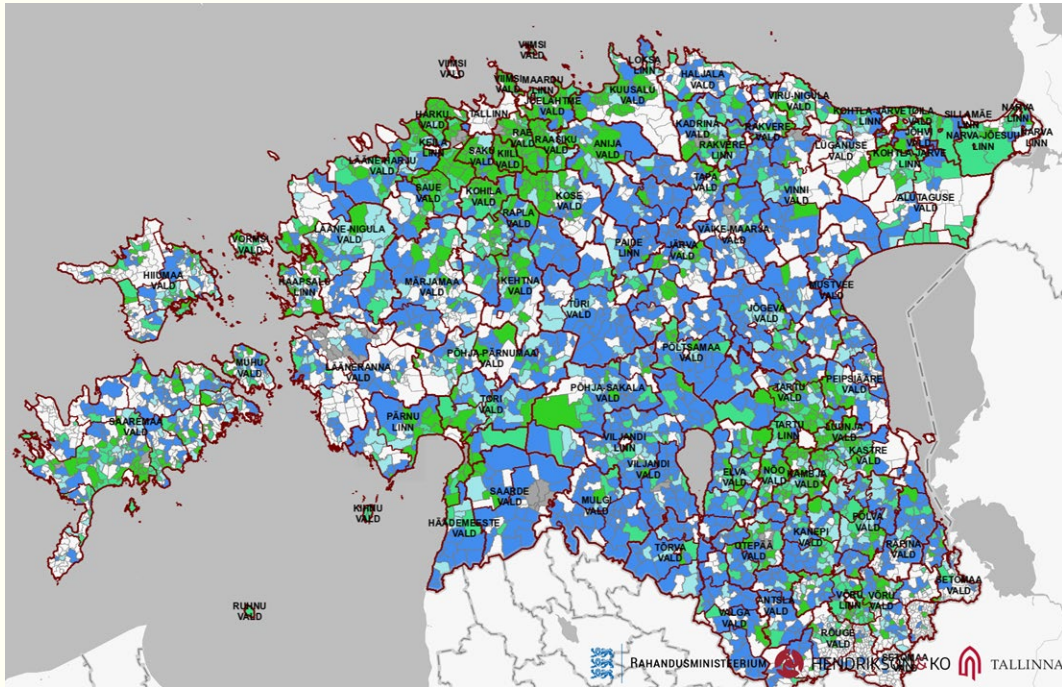 VIIMSI
VALD
VIIMSI
VALD
LOKSA
LINN
HALJALA
VALD
VIIMSI
VALD
MAARDU
LINN
JÕELÄHTME
VALD
KUUSALU
VALD
VIRU-NIGULA
VALD
TALLINN
HARKU
VALD
KEILA
LINN
RAE
VALD
RAASIKU
VALD
ANIJA
VALD
KADRINA
VALD
RAKVERE
VALD
RAKVERE
LINN
KOHTLA-JÄRVE
LINN
TOILA
VALD
JÕHVI
VALD
SILLAMÄE
LINN
NARVA
LINN
NARVA-JÕESUU
LINN
NARVA
LINN
LÜGANUSE
VALD
KOHTLA-JÄRVE
LINN
ALUTAGUSE
VALD
LÄÄNE-HARJU
VALD
SAKU
VALD
KIILI
VALD
SAUE
VALD
KOHILA
VALD
KOSE
VALD
TAPA
VALD
VINNI
VALD
RAPLA
VALD
LÄÄNE-NIGULA
VALD
VORMSI
VALD
HIIUMAA
VALD
HAAPSALU
LINN
MÄRJAMAA
VALD
KEHTNA
VALD
PAIDE
LINN
JÄRVA
VALD
VÄIKE-MAARJA
VALD
MUSTVEE
VALD
TÜRI
VALD
JÕGEVA
VALD
MUHU
VALD
LÄÄNERANNA
VALD
PÕHJA-PÄRNUMAA
VALD
PÕLTSAMAA
VALD
SAAREMAA
VALD
PÄRNU
LINN
TORI
VALD
PÕHJA-SAKALA
VALD
TARTU
VALD
PEIPSIÄÄRE
VALD
TARTU
LINN
LUUNJA
VALD
VILJANDI
LINN
VILJANDI
VALD
KASTRE
VALD
ELVA
VALD
NÕO
VALD
KAMBJA
VALD
KIHNU
VALD
HÄÄDEMEESTE
VALD
SAARDE
VALD
MULGI
VALD
PÕLVA
VALD
KANEPI
VALD
RÄPINA
VALD
TÕRVA
VALD
OTEPÄÄ
VALD
SETOMAA
VALD
RUHNU
VALD
VALGA
VALD
ANTSLA
VALD
VÕRU
LINN
VÕRU
VALD
RÕUGE
VALD
SETOMAA
VALD
RAHANDUSMINISTEERIUM
HENDRIKSON & KO
TALLINNA